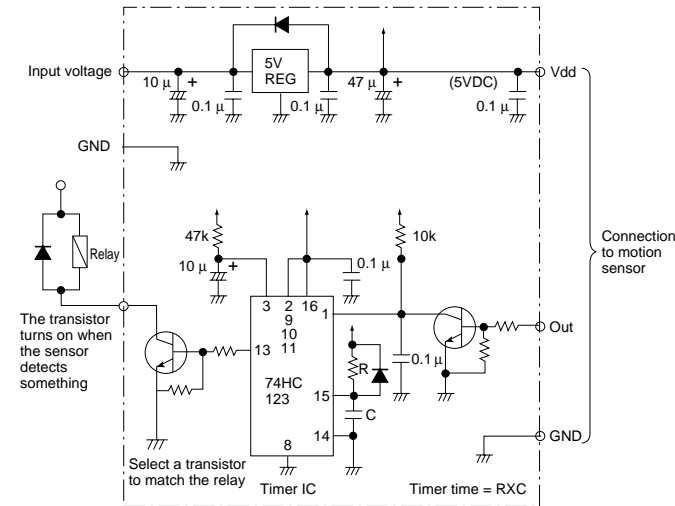 5V
REG
Input voltage
10 μ
+
0.1 μ
0.1 μ
47 μ
+
(5VDC)
0.1 μ
Vdd
GND
47k
10 μ
+
0.1 μ
10k
Relay
Connection
to motion
sensor
3
2
16
1
9
10
11
13
The transistor
turns on when
the sensor
detects
something
Out
0.1 μ
R
74HC
123
15
C
14
8
GND
Select a transistor
to match the relay
Timer IC
Timer time = RXC